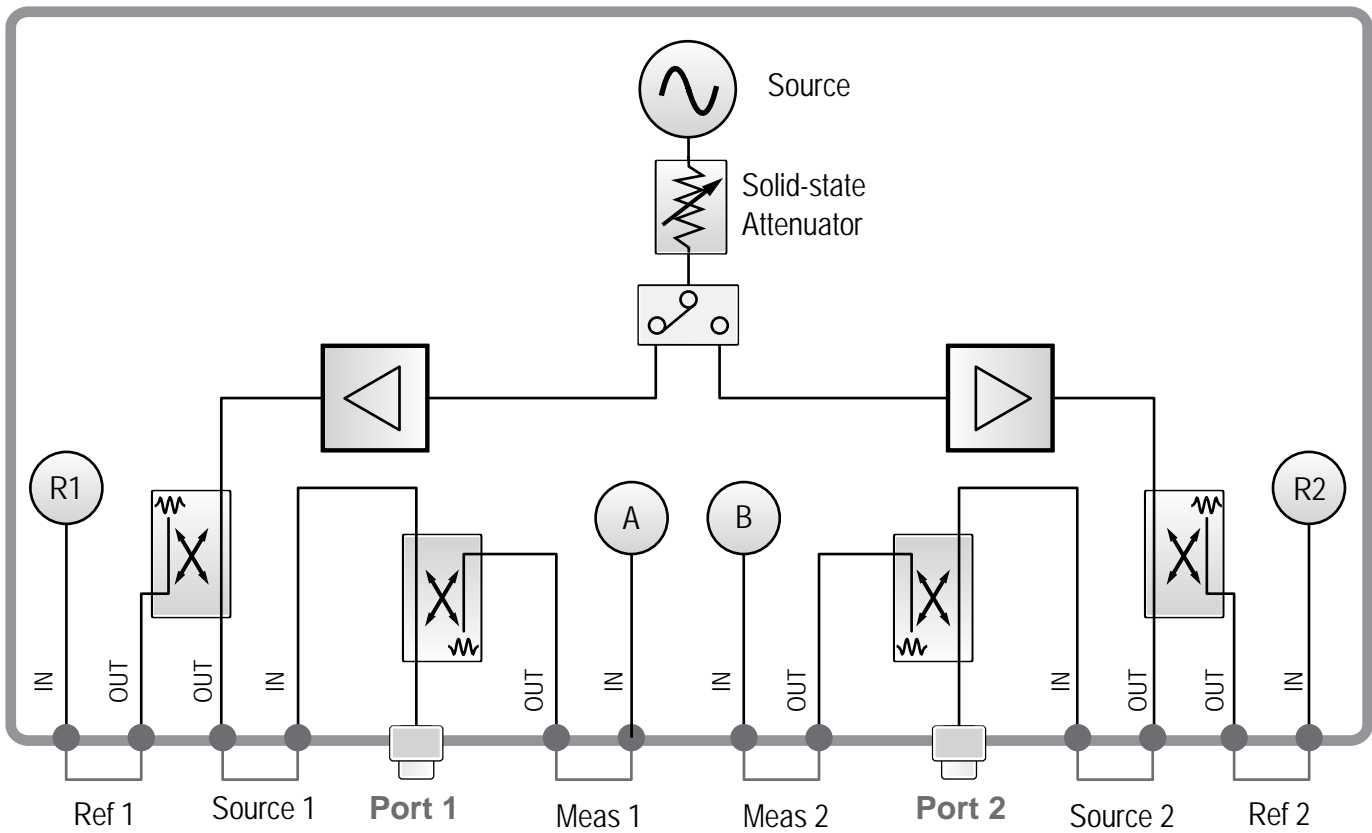 Source
Solid-state
Attenuator
R1
A
B
R2
IN
OUT
OUT
IN
OUT
IN
IN
OUT
IN
OUT
OUT
IN
Ref 1
Source 1
Port 1
Meas 1
Meas 2
Port 2
Source 2
Ref 2